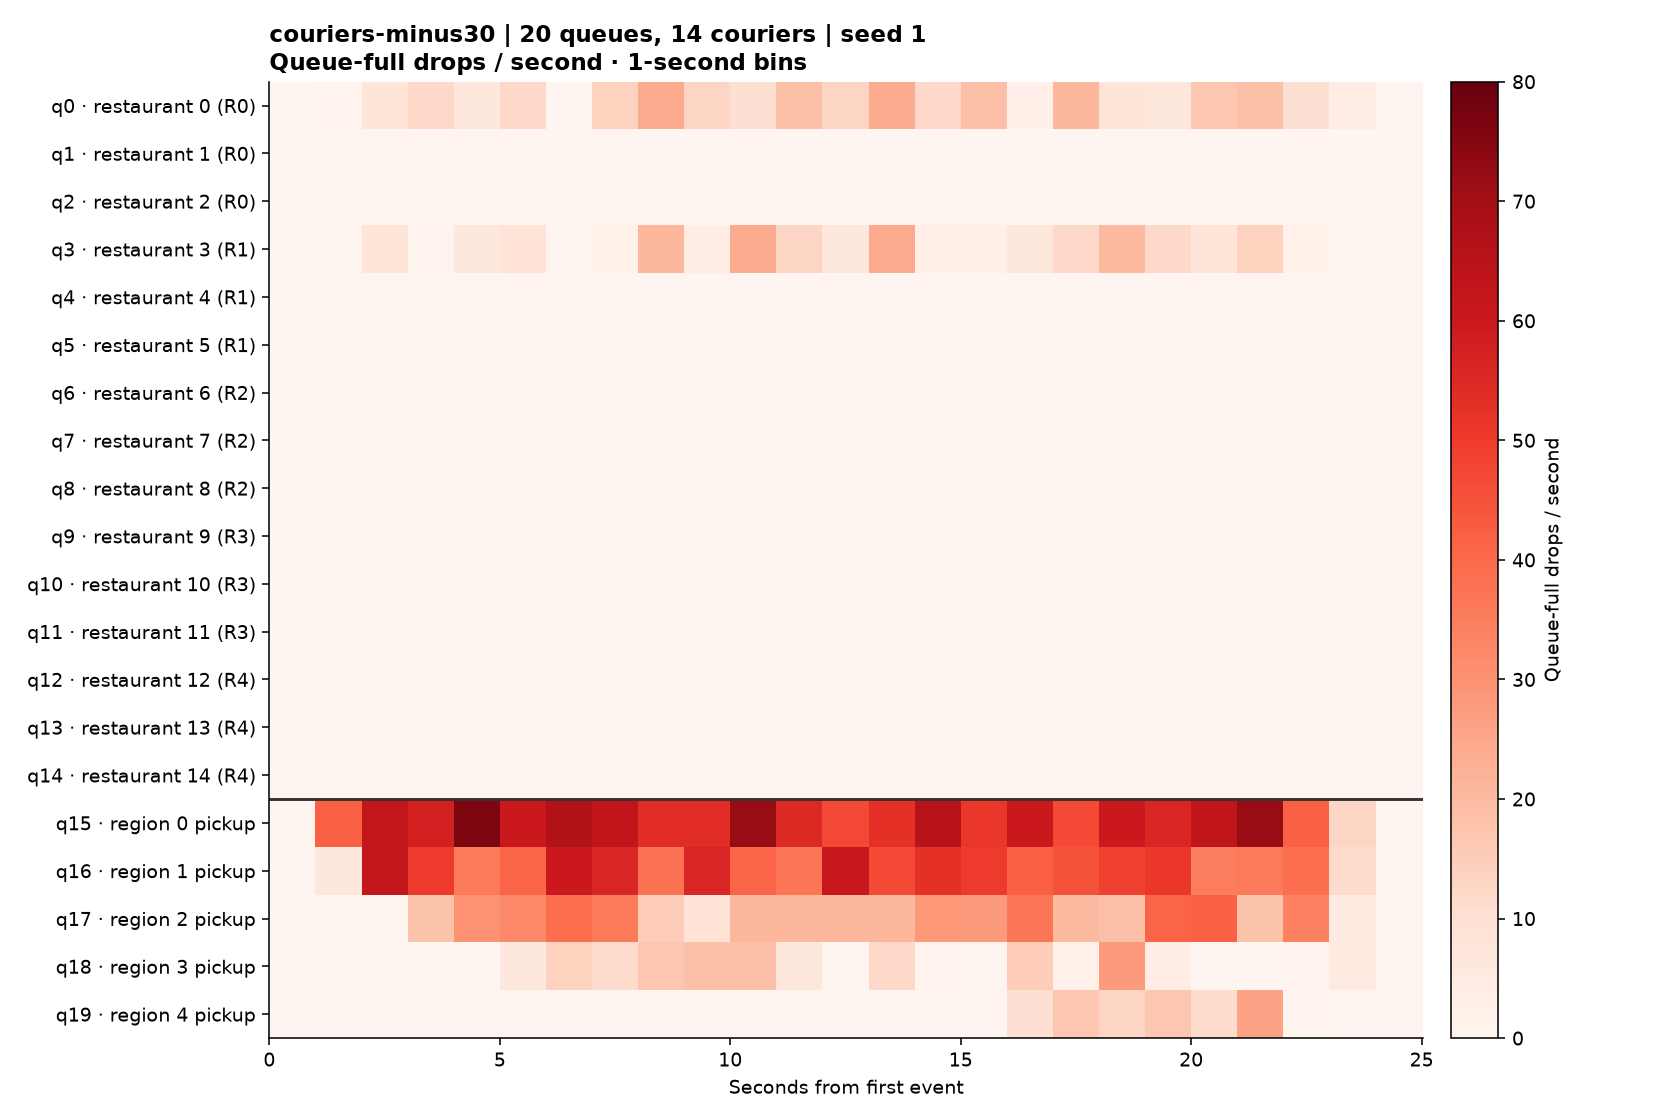 couriers-minus30 | 20 queues, 14 couriers | seed 1
Queue-full drops / second · 1-second bins
q0 · restaurant 0 (R0)
q1 · restaurant 1 (R0)
q2 · restaurant 2 (R0)
q3 · restaurant 3 (R1)
q4 · restaurant 4 (R1)
q5 · restaurant 5 (R1)
q6 · restaurant 6 (R2)
q7 · restaurant 7 (R2)
q8 · restaurant 8 (R2)
q9 · restaurant 9 (R3)
q10 · restaurant 10 (R3)
q11 · restaurant 11 (R3)
q12 · restaurant 12 (R4)
q13 · restaurant 13 (R4)
q14 · restaurant 14 (R4)
q15 · region 0 pickup
q16 · region 1 pickup
q17 · region 2 pickup
q18 · region 3 pickup
q19 · region 4 pickup
0 5 10 15 20 25
Seconds from first event
80
70
60
50
40
30
20
10
0
Queue-full drops / second